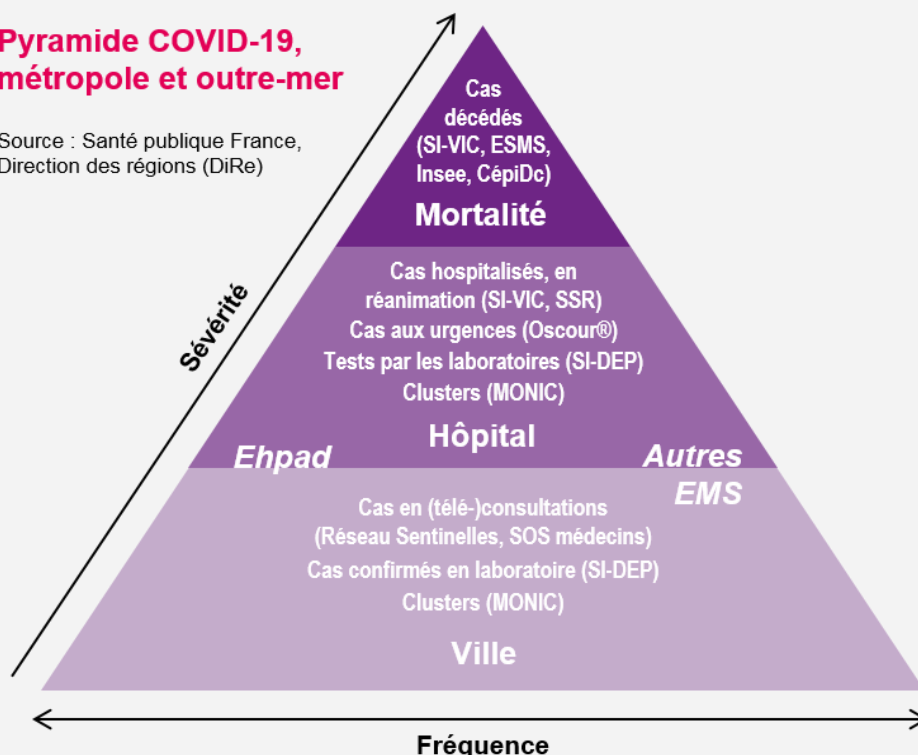 Pyramide COVID-19,
métropole et outre-mer
Source : Santé publique France,
Direction des régions (DiRe)
Sévérité
Cas
décédés
(SI-VIC, ESMS,
Insee, CépiDc)
Mortalité
Cas hospitalisés, en
réanimation (SI-VIC, SSR)
Cas aux urgences (Oscour®)
Tests par les laboratoires (SI-DEP)
Clusters (MONIC)
Hôpital
Ehpad
Autres
EMS
Cas en (télé-)consultations
(Réseau Sentinelles, SOS médecins)
Cas confirmés en laboratoire (SI-DEP)
Clusters (MONIC)
Ville
Fréquence